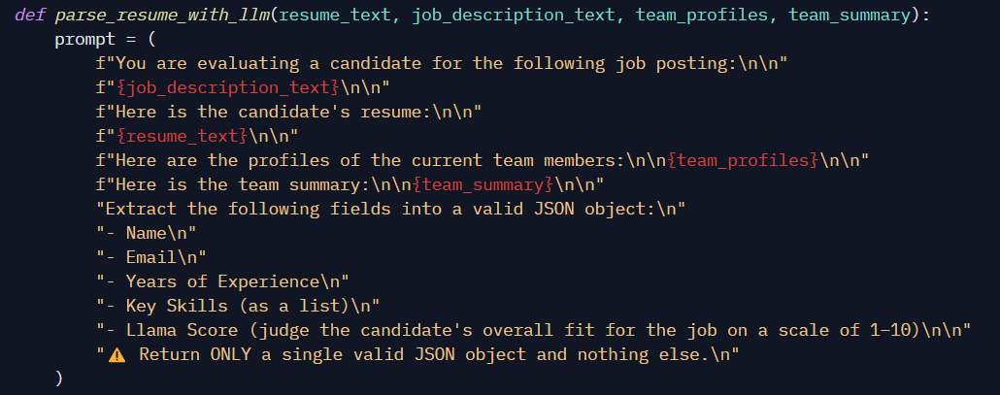 def parse_resume_with_llm(resume_text, job_description_text, team_profiles, team_summary):
    prompt = (
        f"You are evaluating a candidate for the following job posting:\n\n"
        f"{job_description_text}\n\n"
        f"Here is the candidate's resume:\n\n"
        f"{resume_text}\n\n"
        f"Here are the profiles of the current team members:\n\n{team_profiles}\n\n"
        f"Here is the team summary:\n\n{team_summary}\n\n"
        "Extract the following fields into a valid JSON object:\n"
        "- Name\n"
        "- Email\n"
        "- Years of Experience\n"
        "- Key Skills (as a list)\n"
        "- Llama Score (judge the candidate's overall fit for the job on a scale of 1–10)\n\n"
        "⚠️ Return ONLY a single valid JSON object and nothing else.\n"
    )